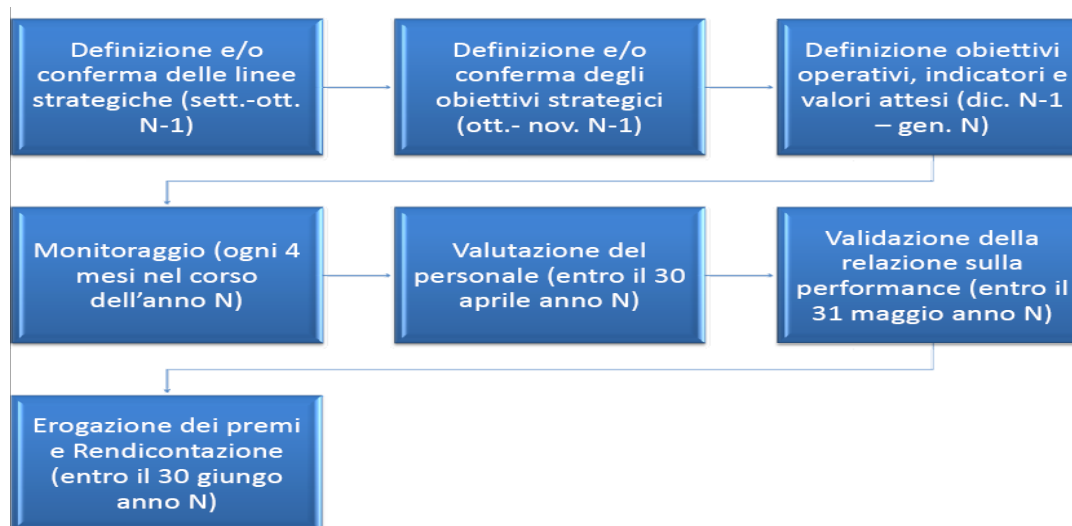 Definizione e/o
conferma delle linee
strategiche (sett.-ott.
N-1)
Definizione e/o
conferma degli
obiettivi strategici
(ott.- nov. N-1)
Definizione obiettivi
operativi, indicatori e
valori attesi (dic. N-1
– gen. N)
Monitoraggio (ogni 4
mesi nel corso
dell’anno N)
Valutazione del
personale (entro il 30
aprile anno N)
Validazione della
relazione sulla
performance (entro il
31 maggio anno N)
Erogazione dei premi
e Rendicontazione
(entro il 30 giungo
anno N)